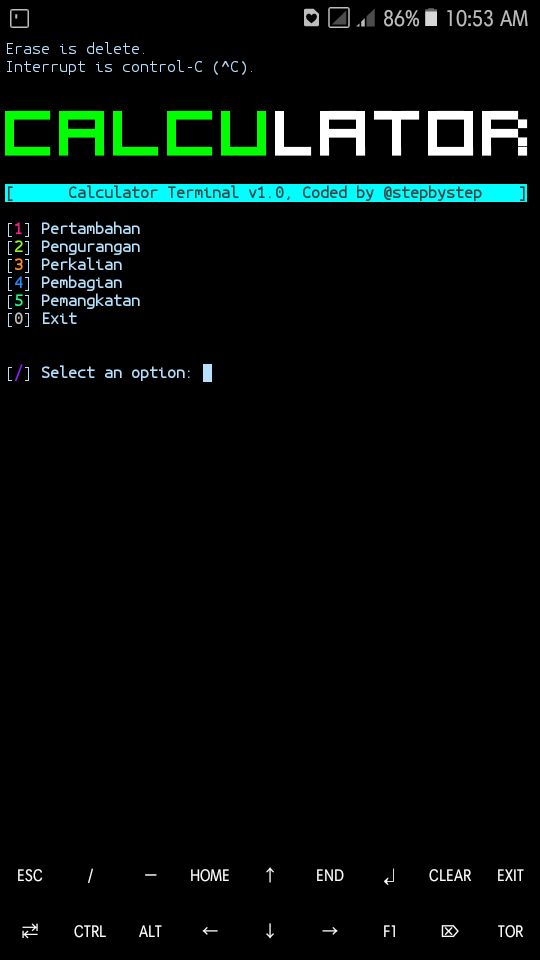 86% 10:53 AM
Erase is delete.
Interrupt is control-C (^C).
CALCULATOR
[ Calculator Terminal v1.0, Coded by @stepbystep ]
[1] Pertambahan
[2] Pengurangan
[3] Perkalian
[4] Pembagian
[5] Pemangkatan
[0] Exit
[/] Select an option:
ESC / — HOME ↑ END ↲ CLEAR EXIT
⇄ CTRL ALT ← ↓ → F1 ⌦ TOR